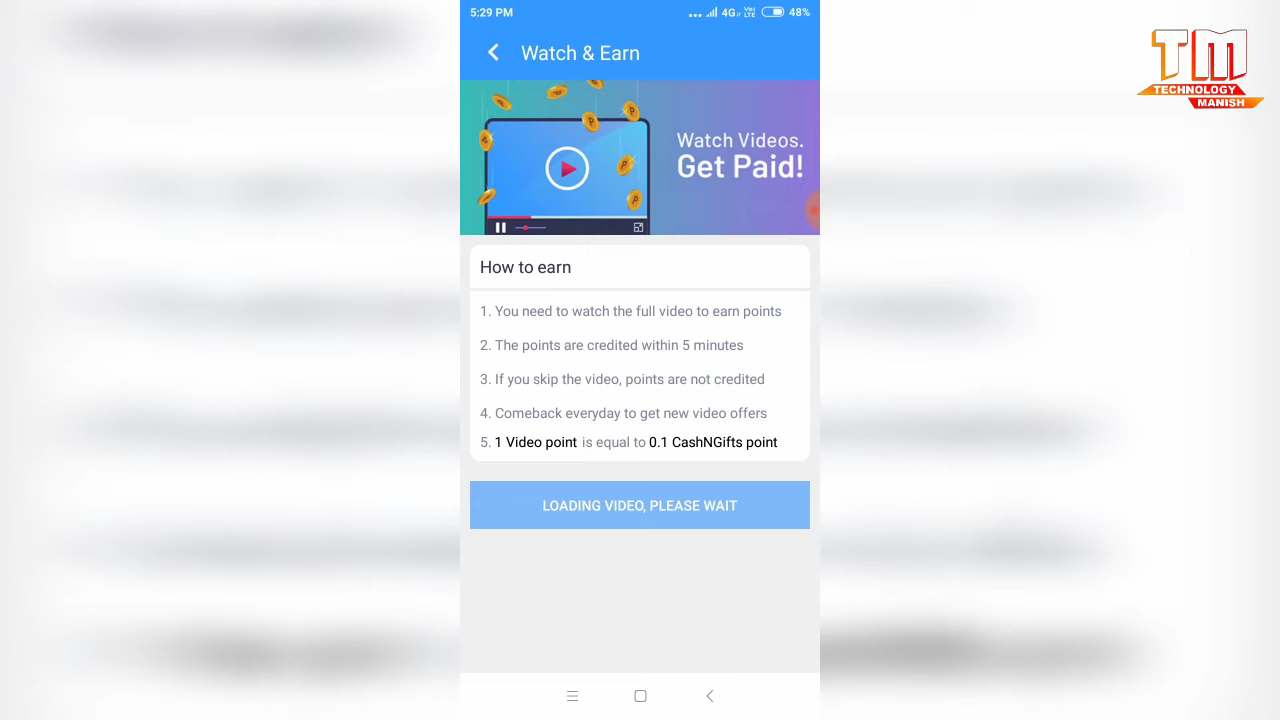 5:29 PM
4G
Vo)
LTE
48%
Watch & Earn
Watch Videos.
Get Paid!
How to earn
1. You need to watch the full video to earn points
2. The points are credited within 5 minutes
3. If you skip the video, points are not credited
4. Comeback everyday to get new video offers
5. 1 Video point is equal to 0.1 CashNGifts point
LOADING VIDEO, PLEASE WAIT
TM
TECHNOLOGY
MANISH